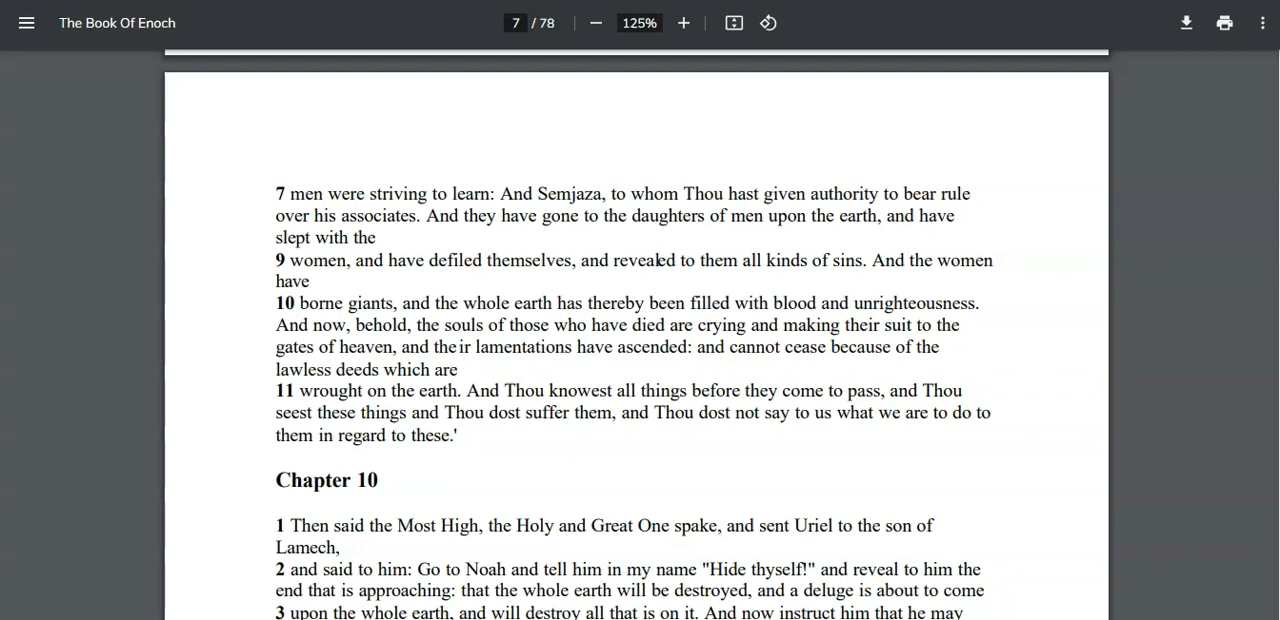 The Book Of Enoch
7 / 78
125%
7 men were striving to learn: And Semjaza, to whom Thou hast given authority to bear rule
over his associates. And they have gone to the daughters of men upon the earth, and have
slept with the
9 women, and have defiled themselves, and revealed to them all kinds of sins. And the women
have
10 borne giants, and the whole earth has thereby been filled with blood and unrighteousness.
And now, behold, the souls of those who have died are crying and making their suit to the
gates of heaven, and their lamentations have ascended: and cannot cease because of the
lawless deeds which are
11 wrought on the earth. And Thou knowest all things before they come to pass, and Thou
seest these things and Thou dost suffer them, and Thou dost not say to us what we are to do to
them in regard to these.'
Chapter 10
1 Then said the Most High, the Holy and Great One spake, and sent Uriel to the son of
Lamech,
2 and said to him: Go to Noah and tell him in my name "Hide thyself!" and reveal to him the
end that is approaching: that the whole earth will be destroyed, and a deluge is about to come
3 upon the whole earth, and will destroy all that is on it. And now instruct him that he may